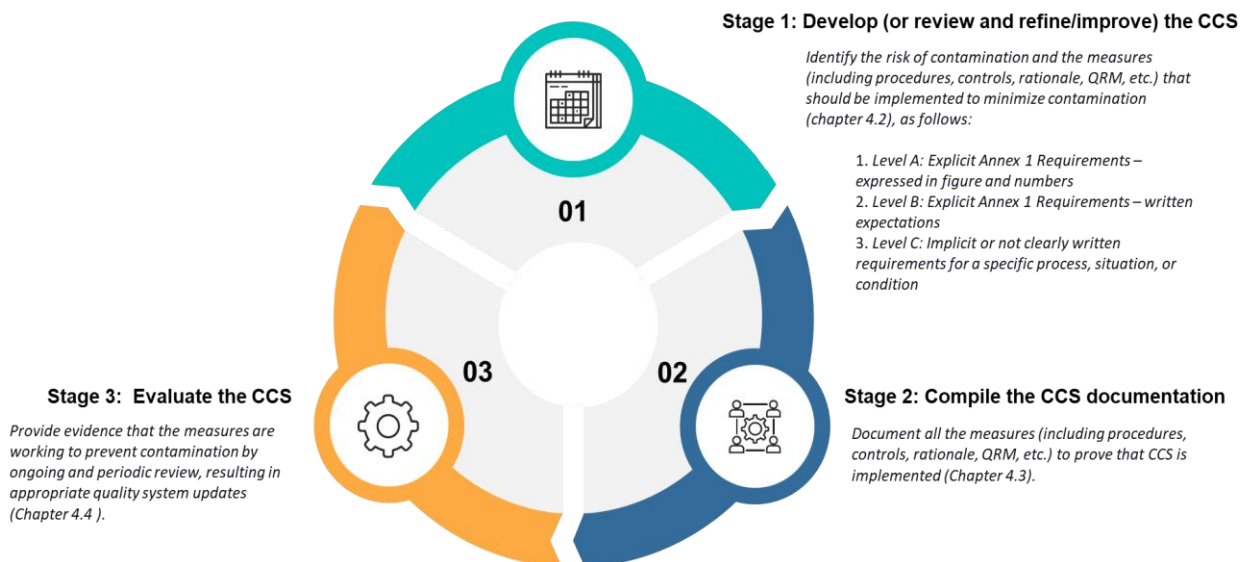 Stage 1: Develop (or review and refine/improve) the CCS
Identify the risk of contamination and the measures
(including procedures, controls, rationale, QRM, etc.) that
should be implemented to minimize contamination
(chapter 4.2), as follows:
1. Level A: Explicit Annex 1 Requirements –
expressed in figure and numbers
2. Level B: Explicit Annex 1 Requirements – written
expectations
3. Level C: Implicit or not clearly written
requirements for a specific process, situation, or
condition
01
02
03
Stage 2: Compile the CCS documentation
Document all the measures (including procedures,
controls, rationale, QRM, etc.) to prove that CCS is
implemented (Chapter 4.3).
Stage 3: Evaluate the CCS
Provide evidence that the measures are
working to prevent contamination by
ongoing and periodic review, resulting in
appropriate quality system updates
(Chapter 4.4 ).